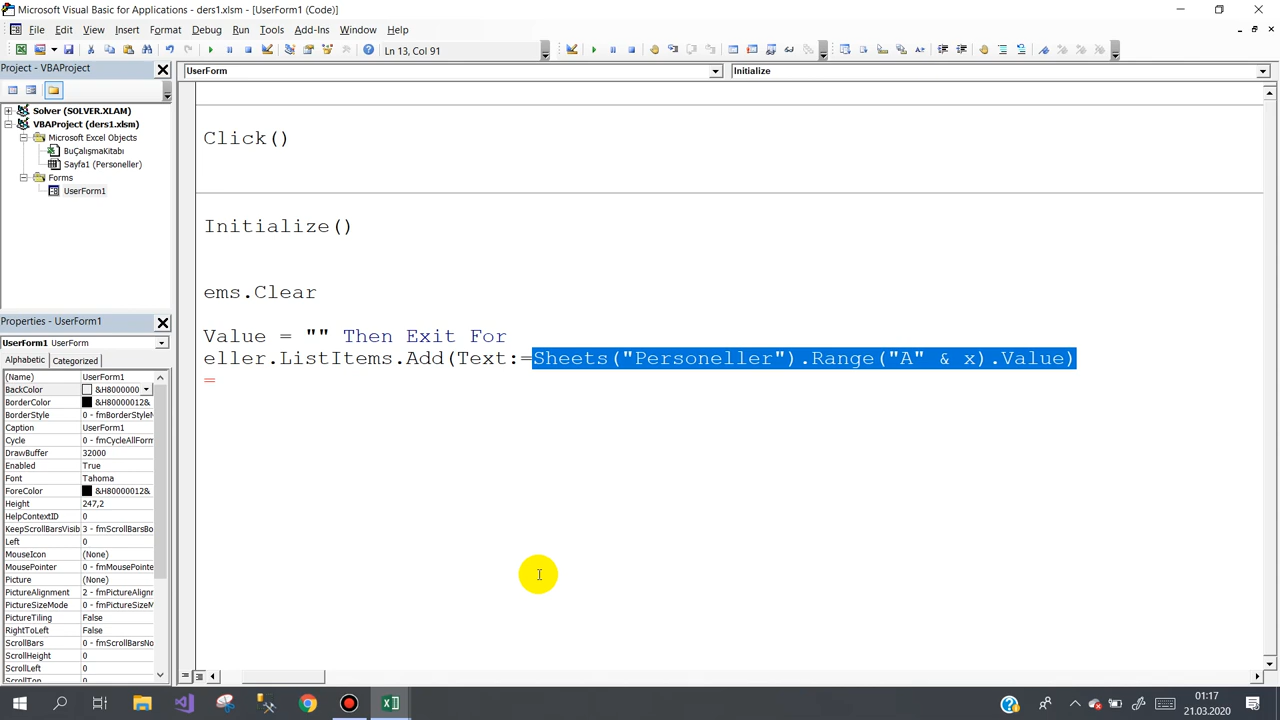 Microsoft Visual Basic for Applications - ders1.xlsm - [UserForm1 (Code)]
File Edit View Insert Format Debug Run Tools Add-Ins Window Help
Ln 13, Col 91
Project - VBAProject
UserForm
Initialize
Solver (SOLVER.XLAM)
VBAProject (ders1.xlsm)
Microsoft Excel Objects
BuÇalışmaKitabı
Sayfa1 (Personeller)
Forms
UserForm1
Click()
Initialize()
ems.Clear
Value = "" Then Exit For
eller.ListItems.Add(Text:=Sheets("Personeller").Range("A" & x).Value)
=
Properties - UserForm1
UserForm1 UserForm
Alphabetic Categorized
(Name) UserForm1
BackColor &H8000000
BorderColor &H80000012&
BorderStyle 0 - fmBorderStyleN
Caption UserForm1
Cycle 0 - fmCycleAllForm
DrawBuffer 32000
Enabled True
Font Tahoma
ForeColor &H80000012&
Height 247,2
HelpContextID 0
KeepScrollBarsVisib 3 - fmScrollBarsBo
Left 0
MouseIcon (None)
MousePointer 0 - fmMousePointe
Picture (None)
PictureAlignment 2 - fmPictureAlignn
PictureSizeMode 0 - fmPictureSizeM
PictureTiling False
RightToLeft False
ScrollBars 0 - fmScrollBarsNo
ScrollHeight 0
ScrollLeft 0
ScrollTop 0
01:17
21.03.2020